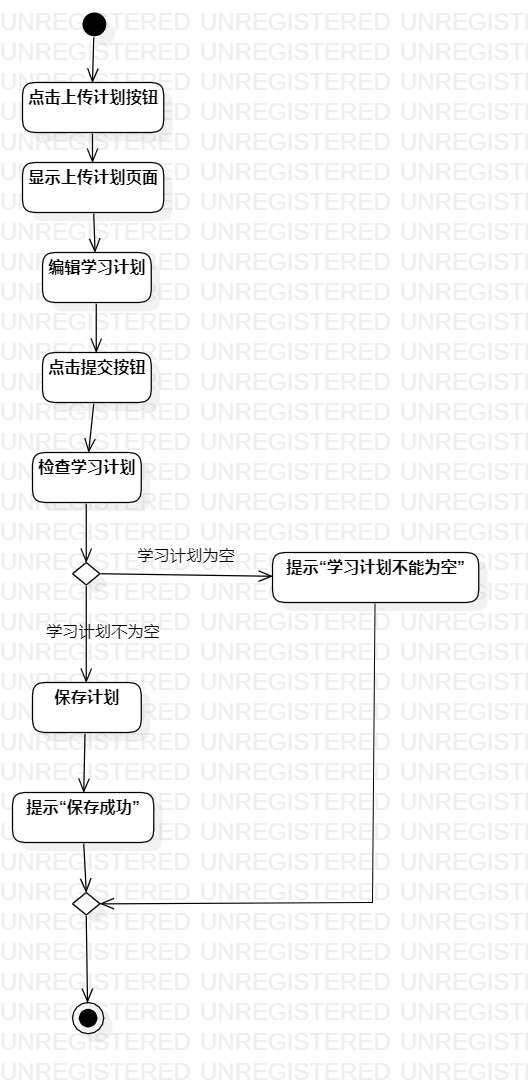 点击上传计划按钮
显示上传计划页面
编辑学习计划
点击提交按钮
检查学习计划
学习计划为空
提示“学习计划不能为空”
学习计划不为空
保存计划
提示“保存成功”